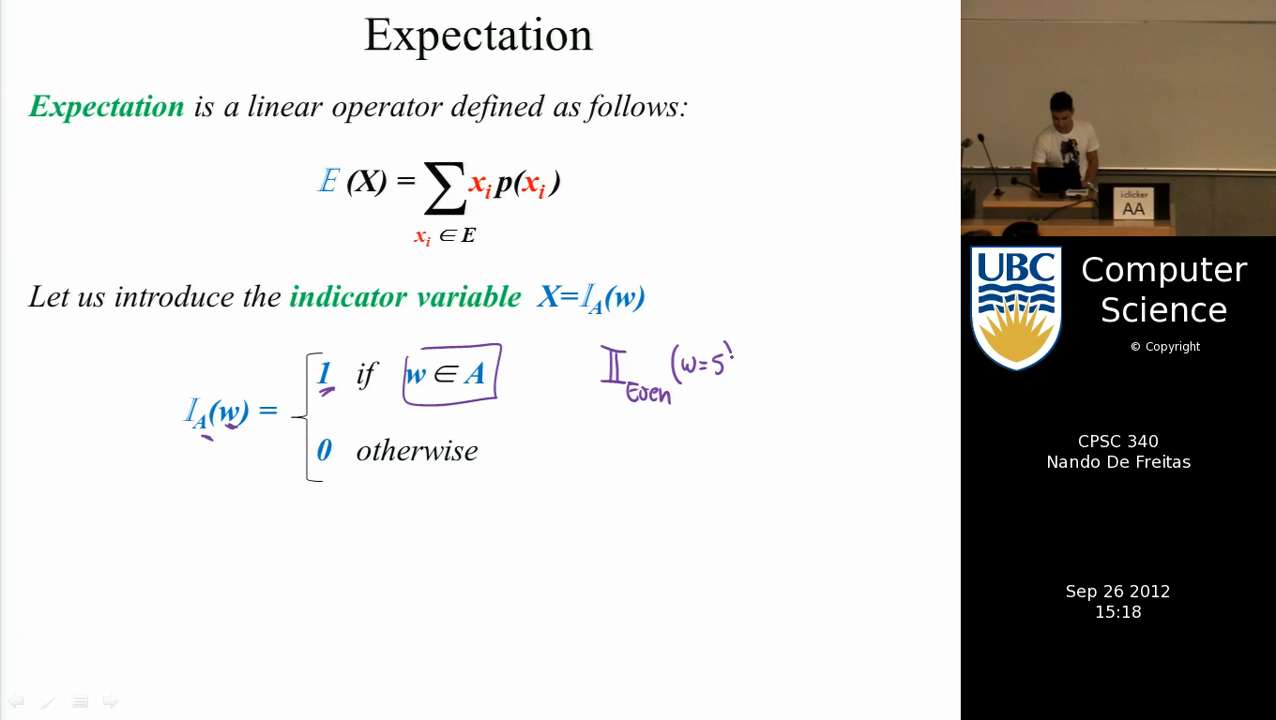 Expectation
Expectation is a linear operator defined as follows:
𝔼 (X) = ∑ xᵢ p(xᵢ )
xᵢ ∈ E
Let us introduce the indicator variable X=𝕀_A(w)
1 if w ∈ A
𝕀_A(w) =
0 otherwise
𝕀_Even (w=5)
i-clicker
AA
UBC
Computer
Science
© Copyright
CPSC 340
Nando De Freitas
Sep 26 2012
15:18